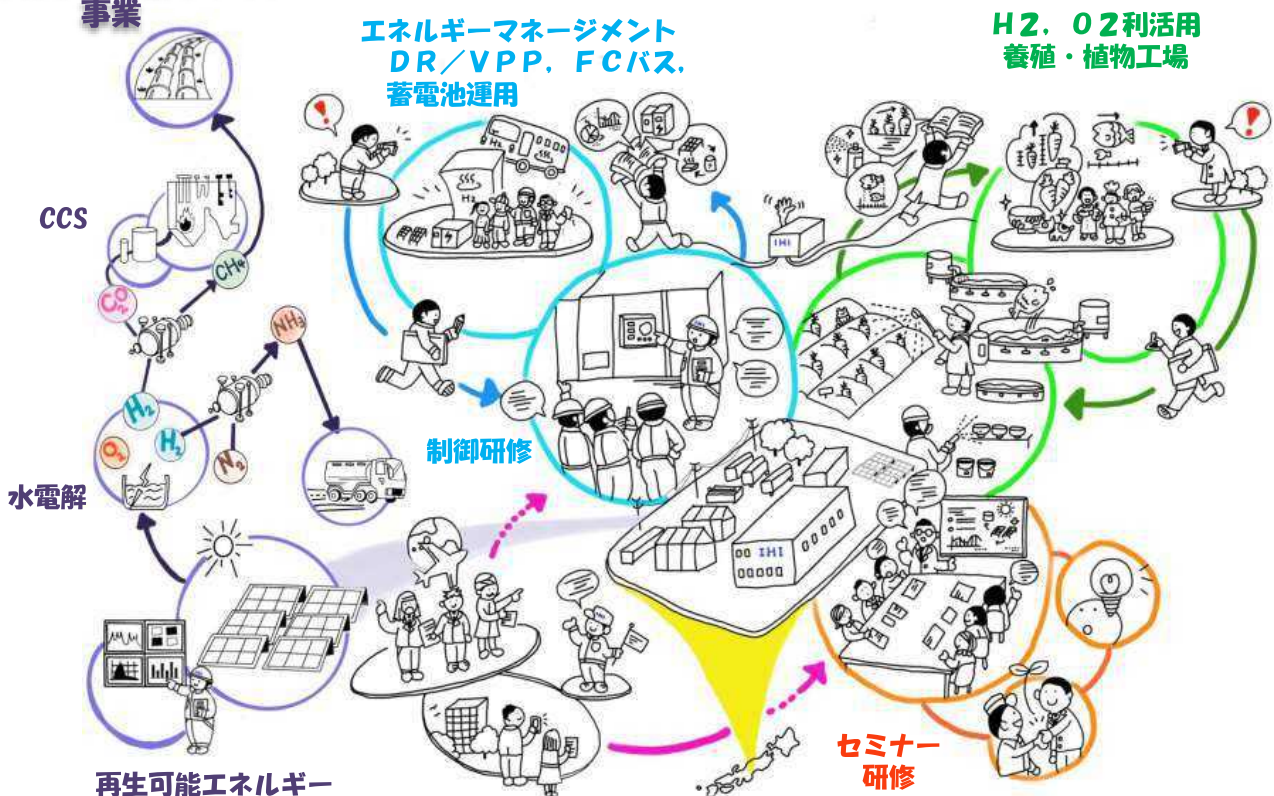 事業
エネルギーマネージメント
DR/VPP, FCバス,
蓄電池運用
H2, O2利活用
養殖・植物工場
CCS
H2
H2
IHI
CO2
CH4
NH3
IHI
H2
H2
O2
N2
制御研修
水電解
IHI
セミナー
研修
再生可能エネルギー